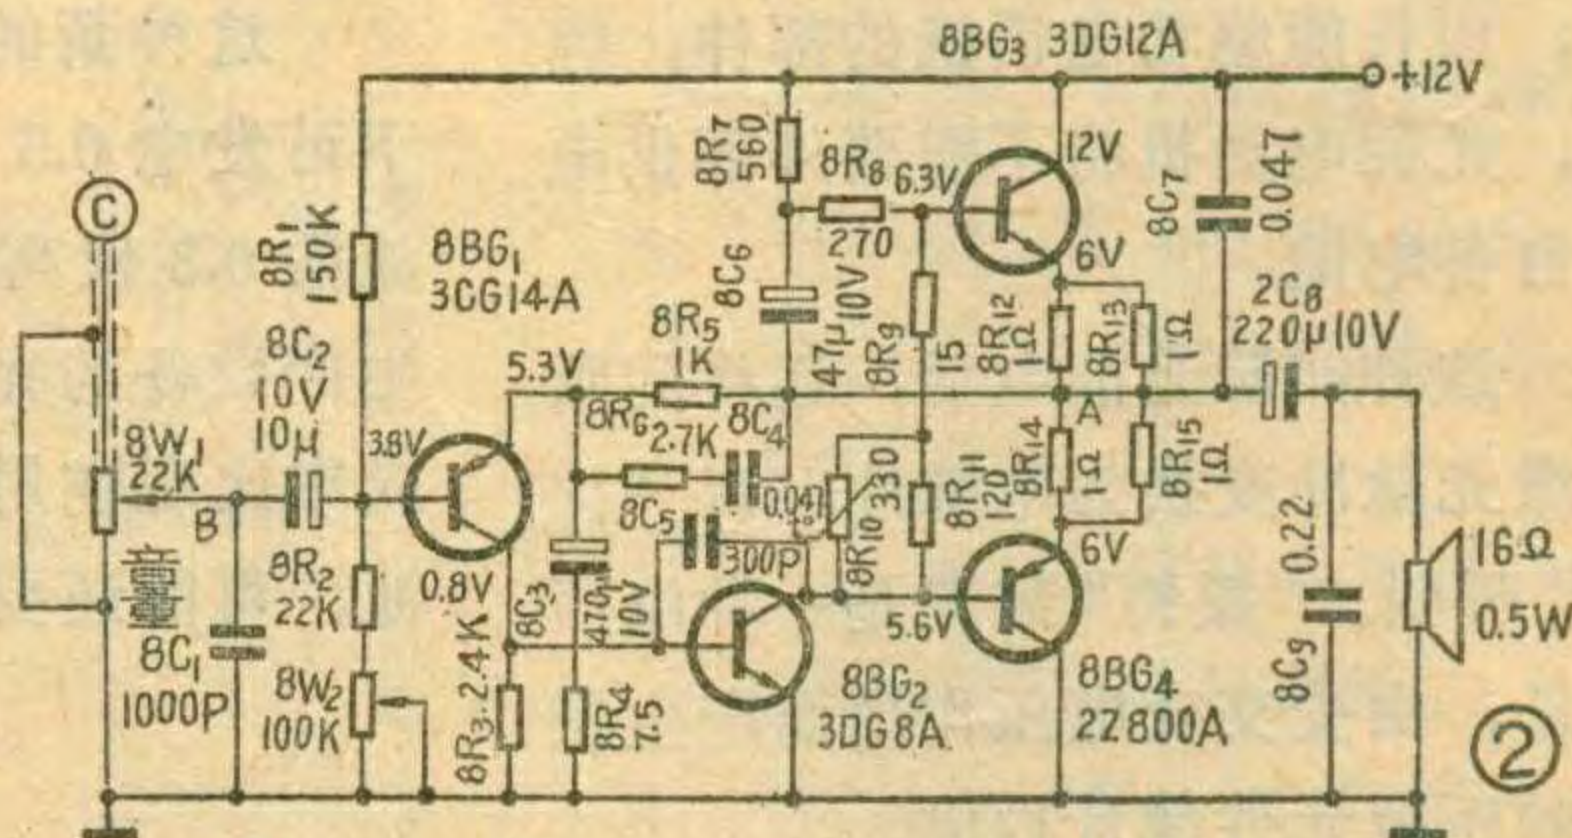 8BG₃ 3DG12A
+12V
C
8R₁
150K
8BG₁
3CG14A
8R₇
560
8R₈
270
6.3V
12V
6V
8C₇
0.047
8C₂
10V
10μ
8C₆
47μ10V
8R₅
1K
8R₉
15
8R₁₂
1Ω
8R₁₃
1Ω
2C₈
220μ10V
5.3V
3.8V
8W₁
22K
B
8R₆
2.7K
8C₄
0.047
A
8R₁₀
330
8R₁₁
120
8R₁₄
1Ω
8R₁₅
1Ω
8C₅
300P
8C₁
1000P
8R₂
22K
0.8V
8C₃
470μ
10V
5.6V
6V
0.22
8C₉
16Ω
0.5W
8W₂
100K
8R₃
2.4K
8R₄
7.5
8BG₂
3DG8A
8BG₄
2Z800A
2